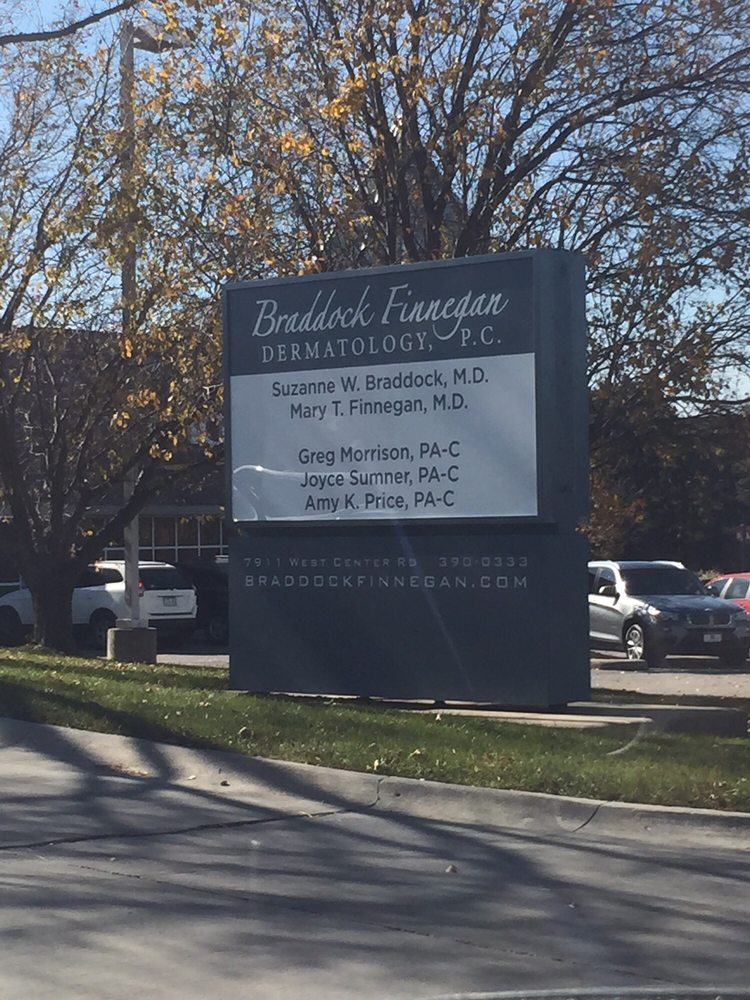 Braddock Finnegan
DERMATOLOGY, P.C.
Suzanne W. Braddock, M.D.
Mary T. Finnegan, M.D.
Greg Morrison, PA-C
Joyce Sumner, PA-C
Amy K. Price, PA-C
7911 West Center Rd 390-0333
BRADDOCKFINNEGAN.COM